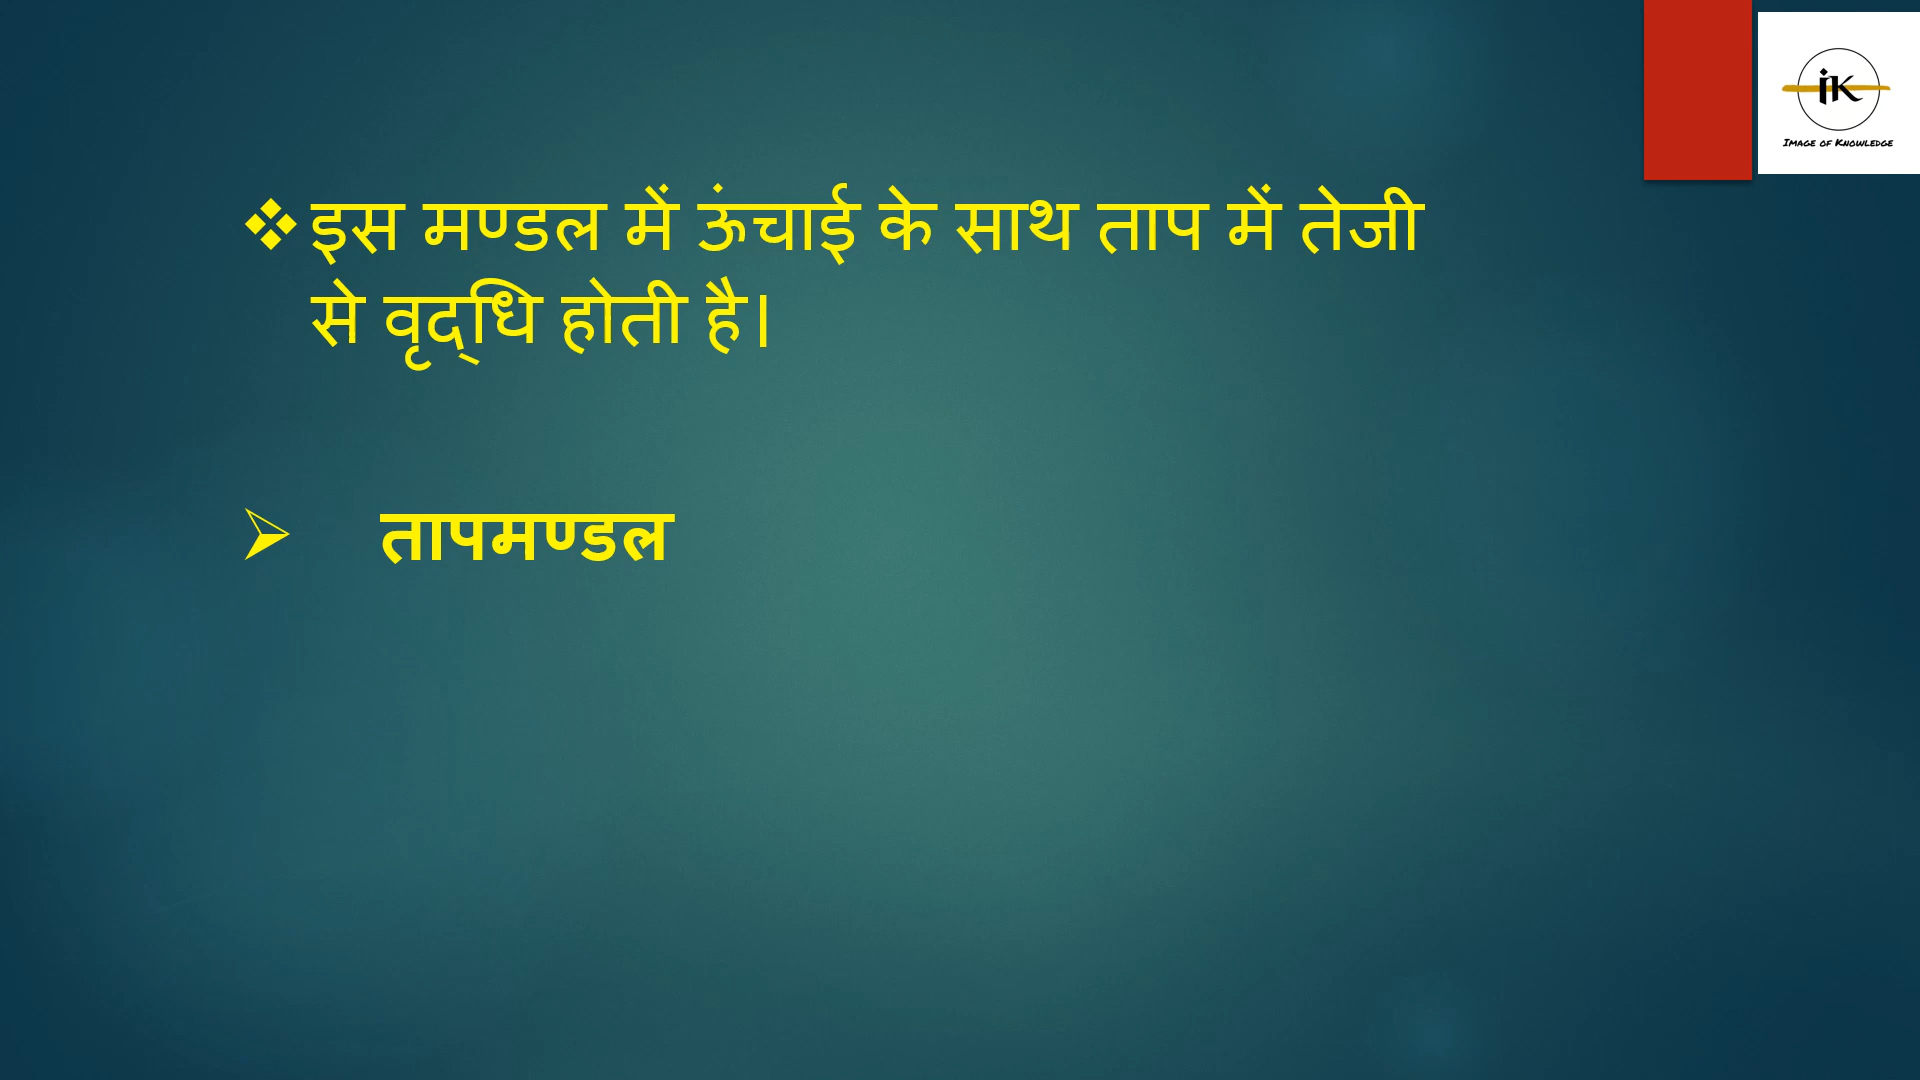 iK
Image of Knowledge
❖इस मण्डल में ऊंचाई के साथ ताप में तेजी
से वृद्धि होती है।
➢ तापमण्डल